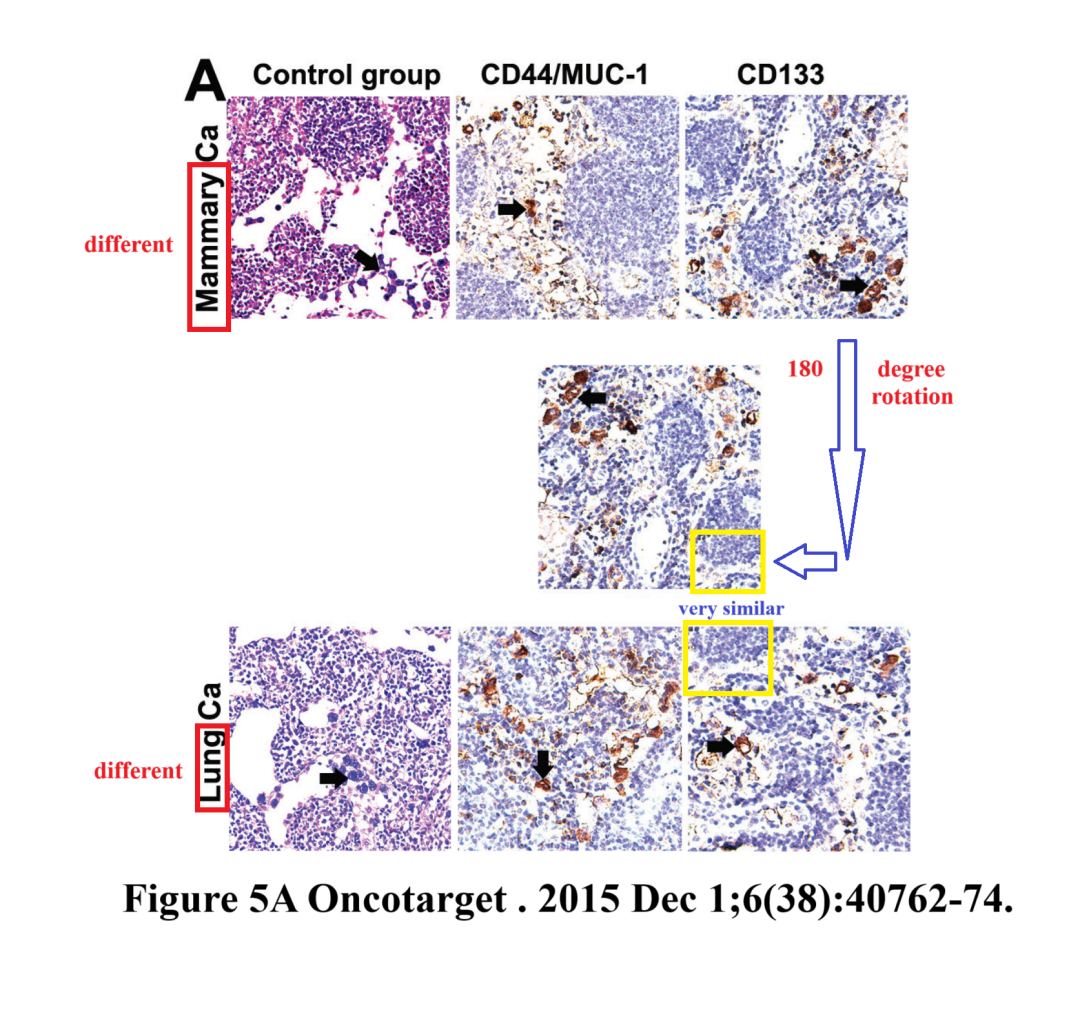 A
Control group CD44/MUC-1 CD133
Mammary Ca
different
180 degree
rotation
very similar
Lung Ca
different
Figure 5A Oncotarget . 2015 Dec 1;6(38):40762-74.